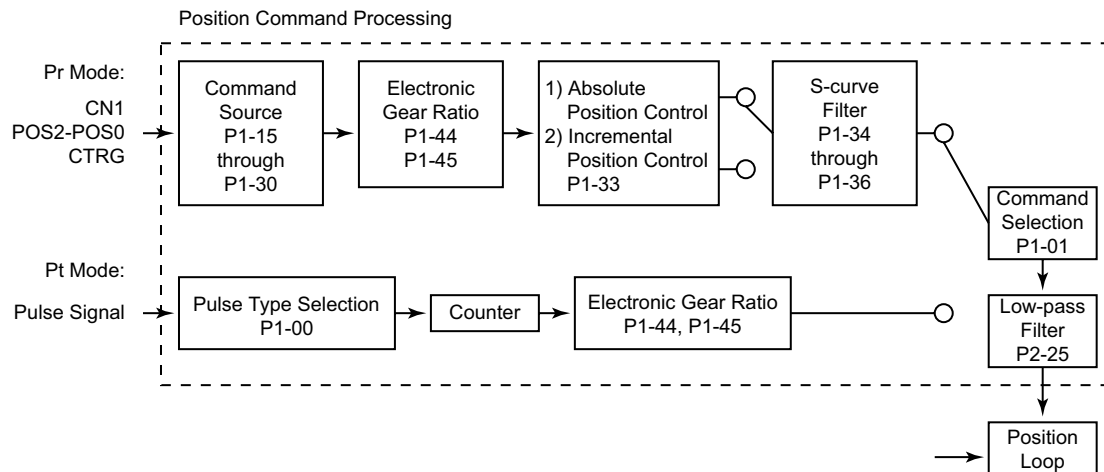 Position Command Processing
Pr Mode:
CN1
POS2-POS0
CTRG
Command
Source
P1-15
through
P1-30
Electronic
Gear Ratio
P1-44
P1-45
1) Absolute
Position Control
2) Incremental
Position Control
P1-33
S-curve
Filter
P1-34
through
P1-36
Command
Selection
P1-01
Pt Mode:
Pulse Signal
Pulse Type Selection
P1-00
Counter
Electronic Gear Ratio
P1-44, P1-45
Low-pass
Filter
P2-25
Position
Loop